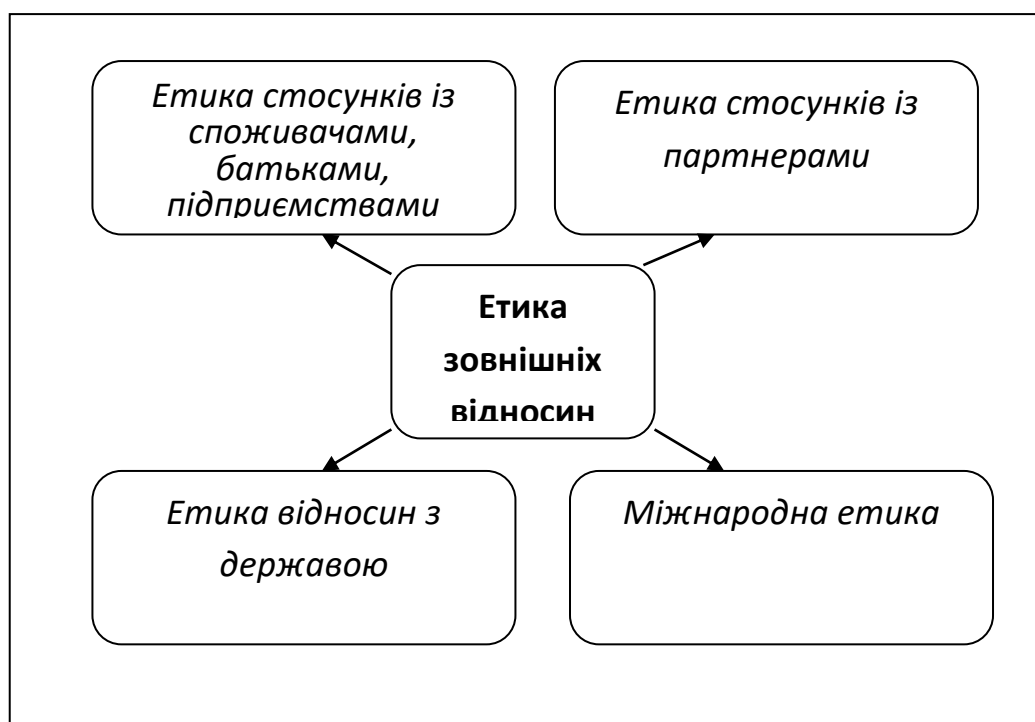 Етика стосунків із
споживачами,
батьками,
підприємствами
Етика стосунків із
партнерами
Етика
зовнішніх
відносин
Етика відносин з
державою
Міжнародна етика